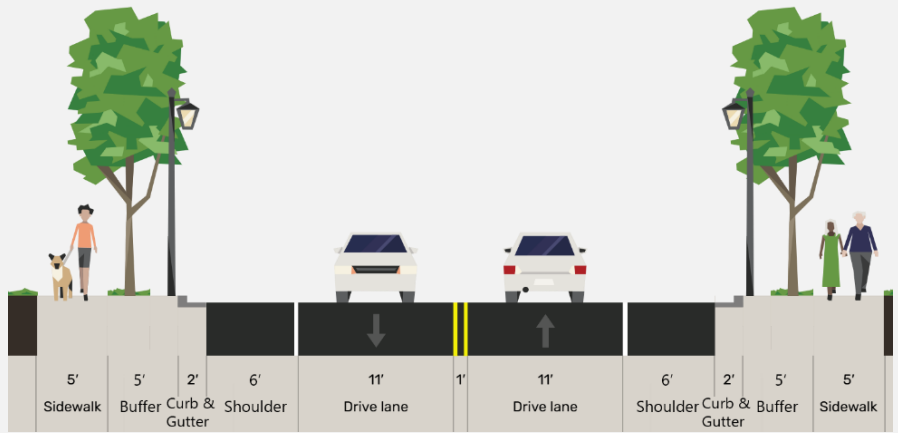 5′ 5′ 2′ 6′ 11′ 1′ 11′ 6′ 2′ 5′ 5′
Sidewalk Buffer Curb & Shoulder Drive lane Drive lane Shoulder Curb & Buffer Sidewalk
Gutter Gutter